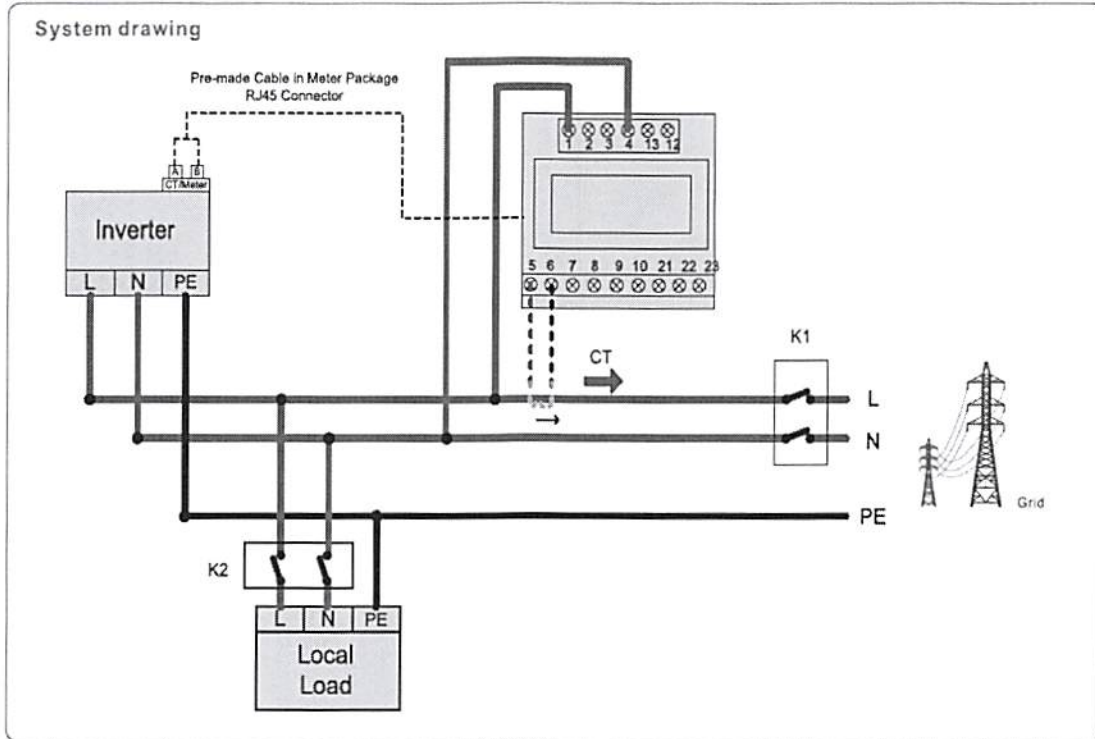 System drawing
Pre-made Cable in Meter Package
RJ45 Connector
1 2 3 4 13 12
A B
CT/Meter
Inverter
L N PE
5 6 7 8 9 10 21 22 23
CT
K1
L
N
PE
Grid
K2
L N PE
Local
Load